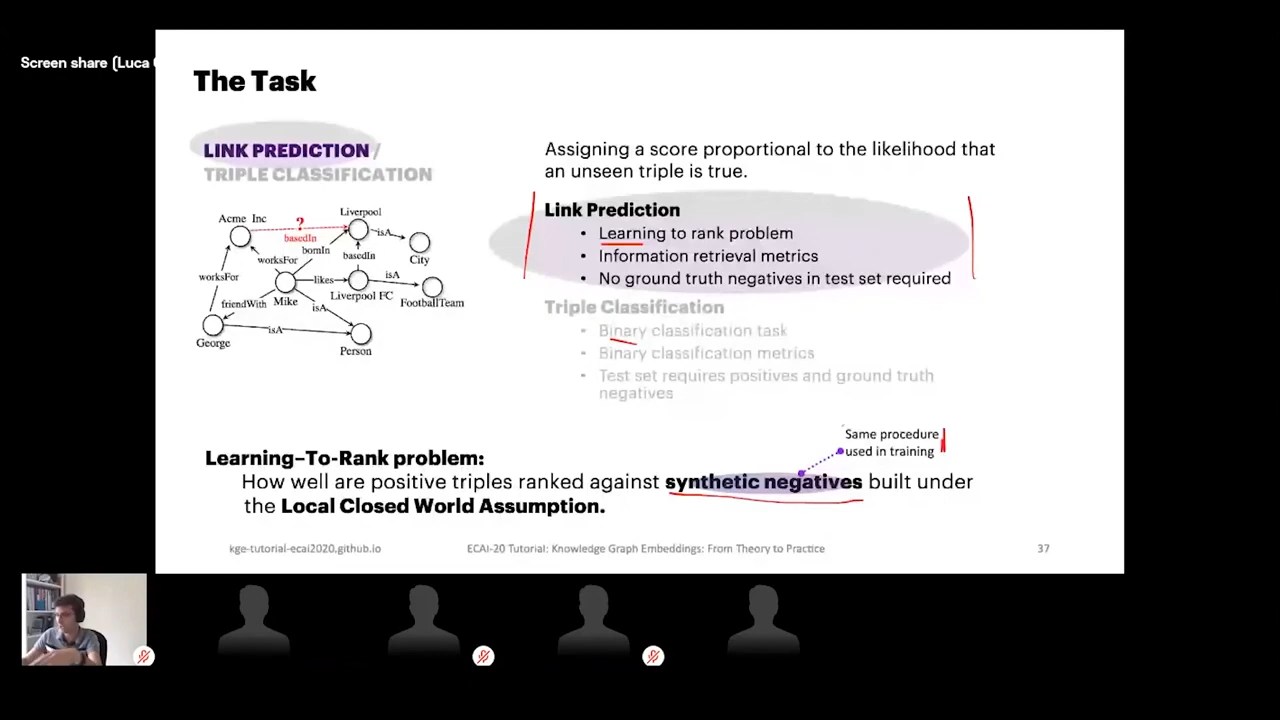 Screen share (Luca
The Task
LINK PREDICTION /
TRIPLE CLASSIFICATION
Acme Inc
?
basedIn
Liverpool
isA
City
bornIn
worksFor
basedIn
worksFor
likes
isA
Mike
Liverpool FC
FootballTeam
friendWith
isA
George
isA
Person
Assigning a score proportional to the likelihood that
an unseen triple is true.
Link Prediction
• Learning to rank problem
• Information retrieval metrics
• No ground truth negatives in test set required
Triple Classification
• Binary classification task
• Binary classification metrics
• Test set requires positives and ground truth
negatives
Same procedure
used in training
Learning–To-Rank problem:
How well are positive triples ranked against synthetic negatives built under
the Local Closed World Assumption.
kge-tutorial-ecai2020.github.io
ECAI-20 Tutorial: Knowledge Graph Embeddings: From Theory to Practice
37